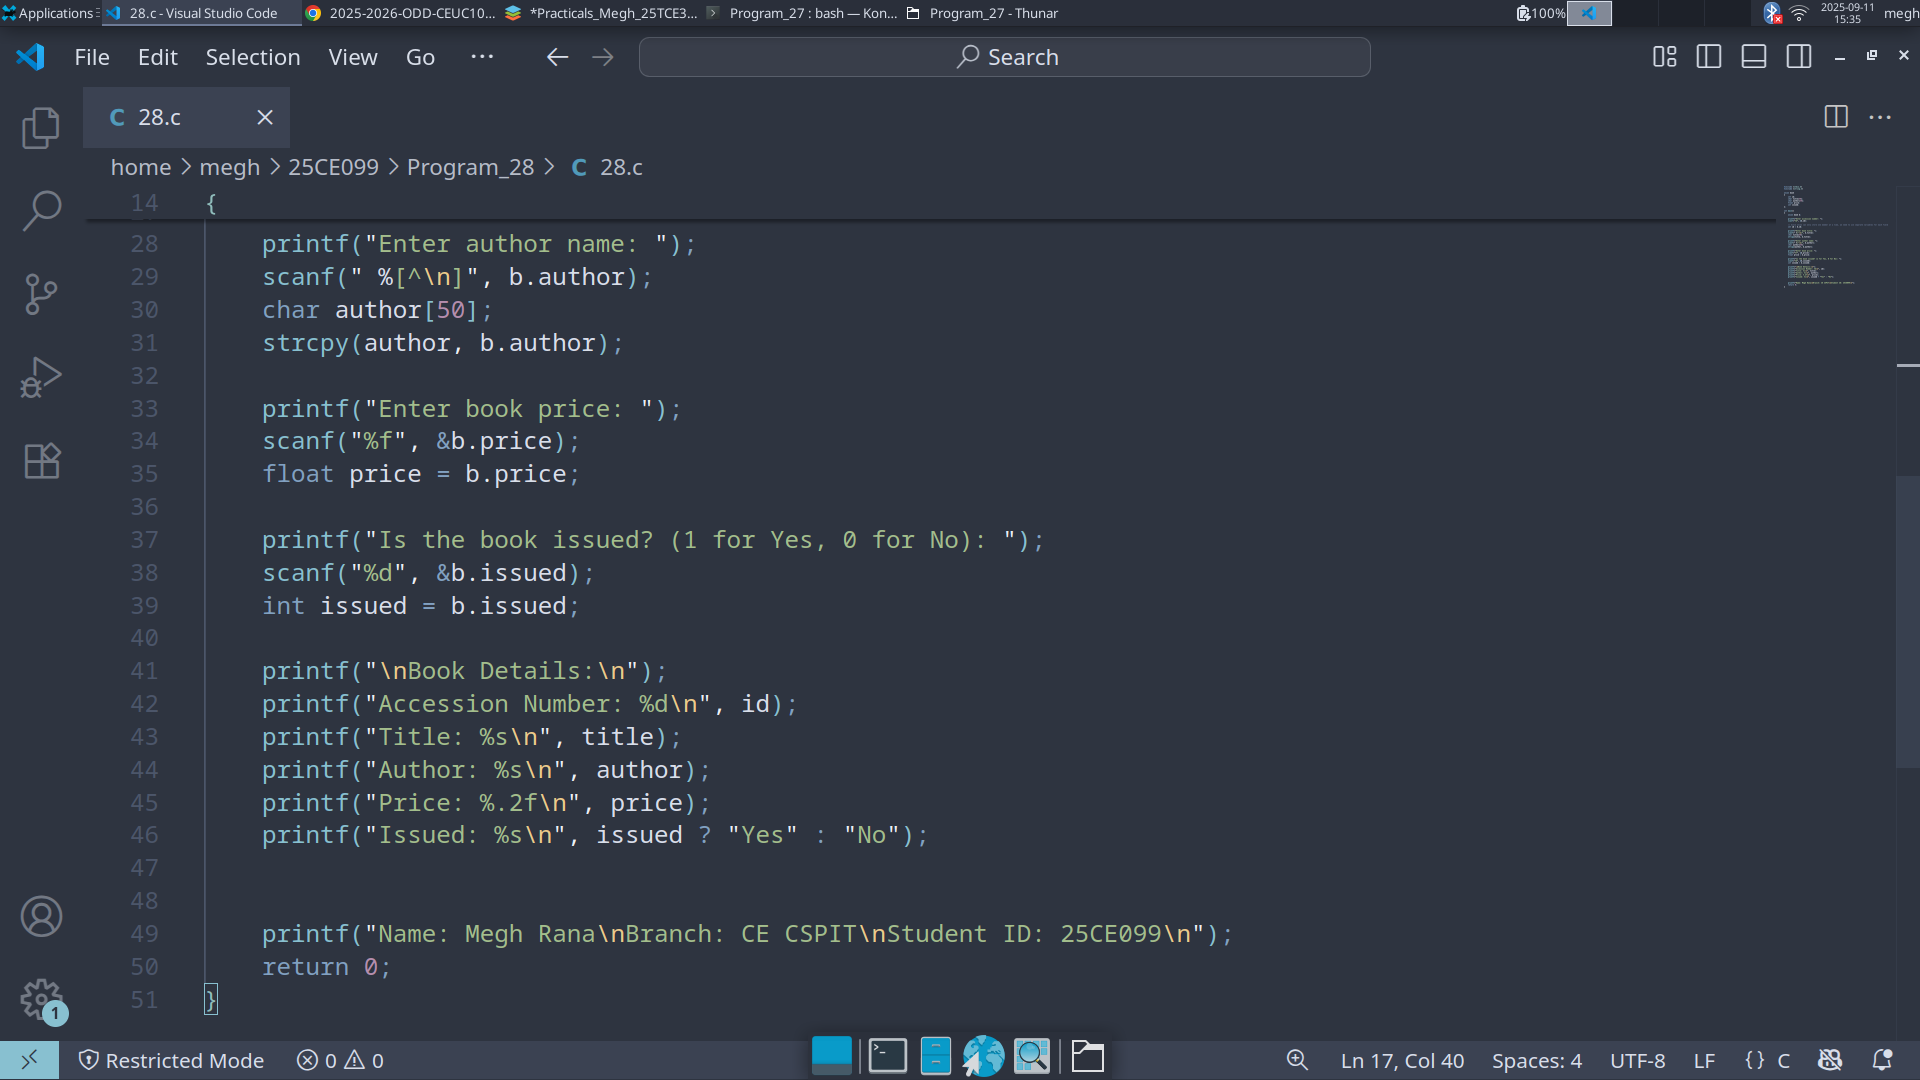 Applications
28.c - Visual Studio Code
2025-2026-ODD-CEUC10...
*Practicals_Megh_25TCE3...
Program_27 : bash — Kon...
Program_27 - Thunar
100%
2025-09-11
15:35
megh
File Edit Selection View Go ···
Search
C 28.c
home > megh > 25CE099 > Program_28 > C 28.c
14 {
28 printf("Enter author name: ");
29 scanf(" %[^\n]", b.author);
30 char author[50];
31 strcpy(author, b.author);
32
33 printf("Enter book price: ");
34 scanf("%f", &b.price);
35 float price = b.price;
36
37 printf("Is the book issued? (1 for Yes, 0 for No): ");
38 scanf("%d", &b.issued);
39 int issued = b.issued;
40
41 printf("\nBook Details:\n");
42 printf("Accession Number: %d\n", id);
43 printf("Title: %s\n", title);
44 printf("Author: %s\n", author);
45 printf("Price: %.2f\n", price);
46 printf("Issued: %s\n", issued ? "Yes" : "No");
47
48
49 printf("Name: Megh Rana\nBranch: CE CSPIT\nStudent ID: 25CE099\n");
50 return 0;
51 }
1
Restricted Mode 0 0
Ln 17, Col 40 Spaces: 4 UTF-8 LF {} C